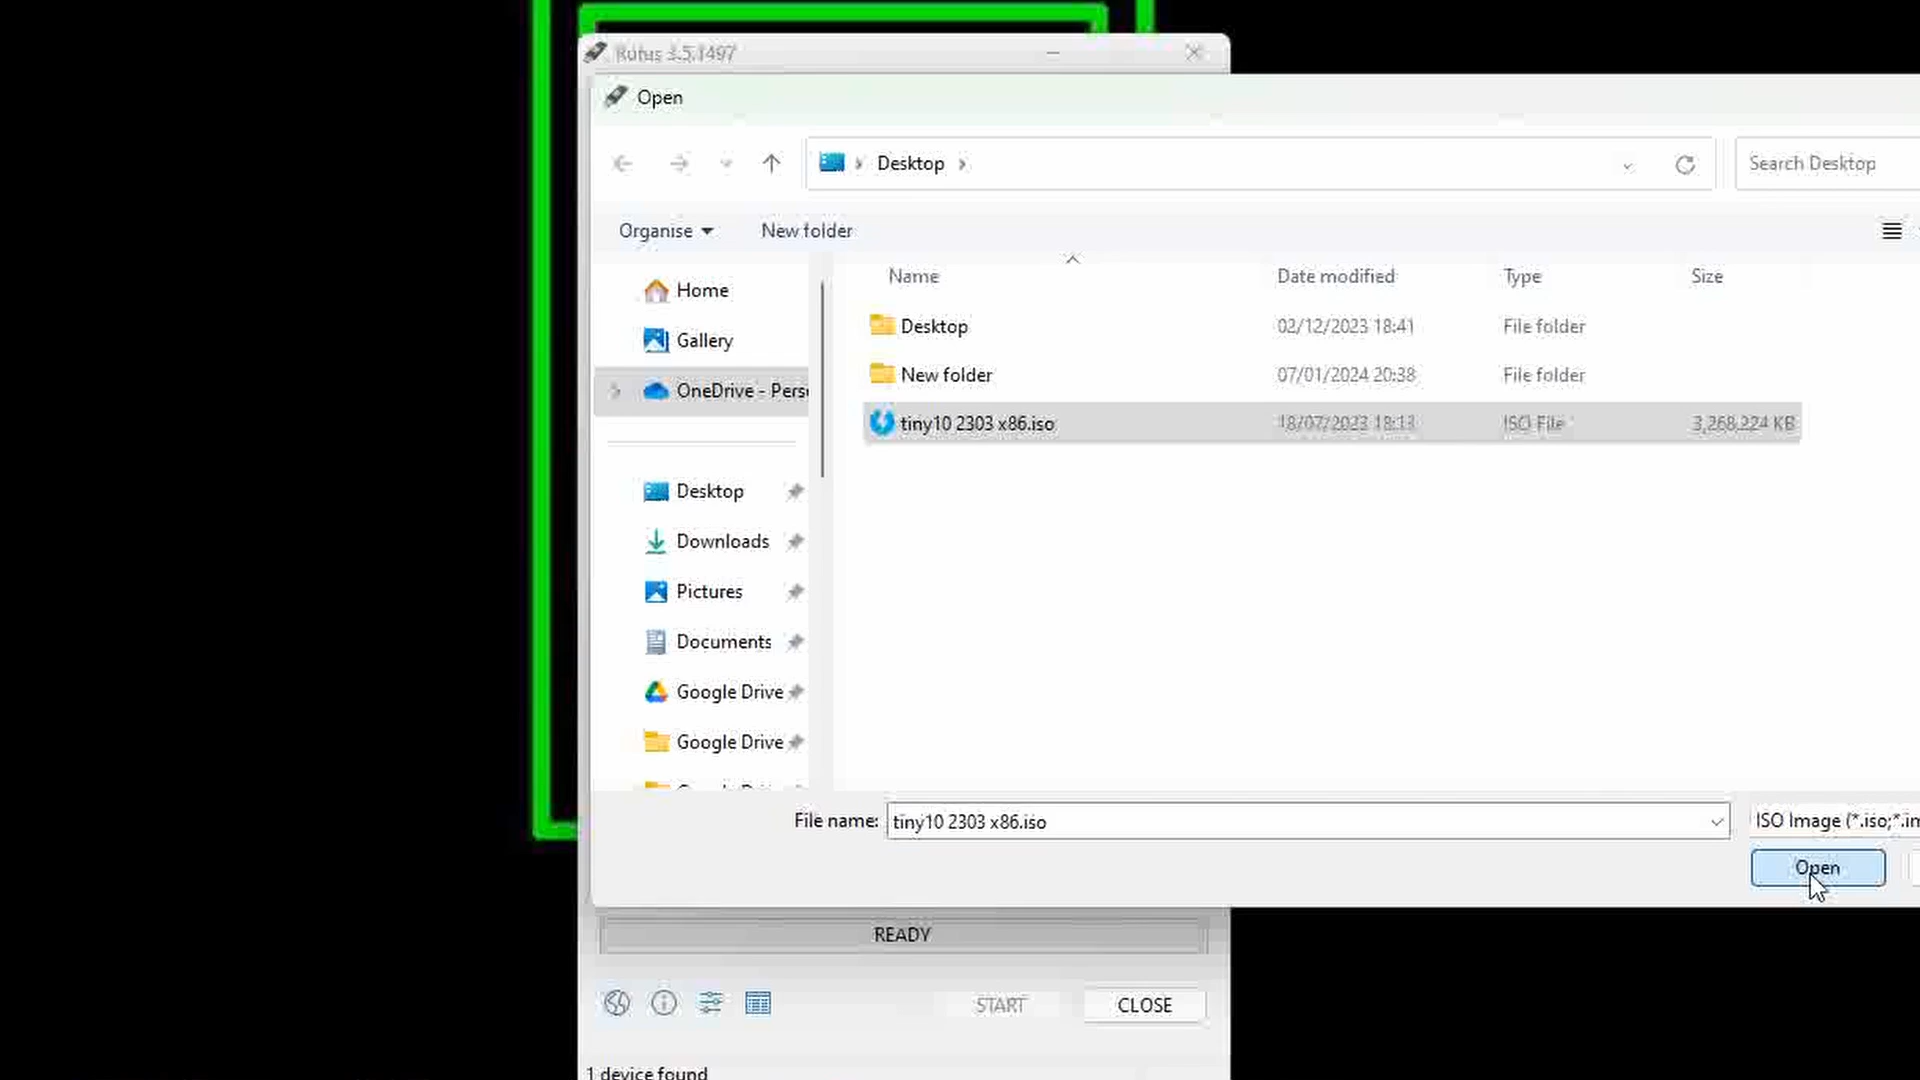 Rufus 3.5.1497
Open
Desktop
Search Desktop
Organise
New folder
Name
Date modified
Type
Size
Home
Gallery
OneDrive - Pers
Desktop
02/12/2023 18:41
File folder
New folder
07/01/2024 20:38
File folder
tiny10 2303 x86.iso
18/07/2023 18:13
ISO File
3,268,224 KB
Desktop
Downloads
Pictures
Documents
Google Drive
Google Drive
File name:
tiny10 2303 x86.iso
ISO Image (*.iso;*.im
Open
READY
START
CLOSE
1 device found